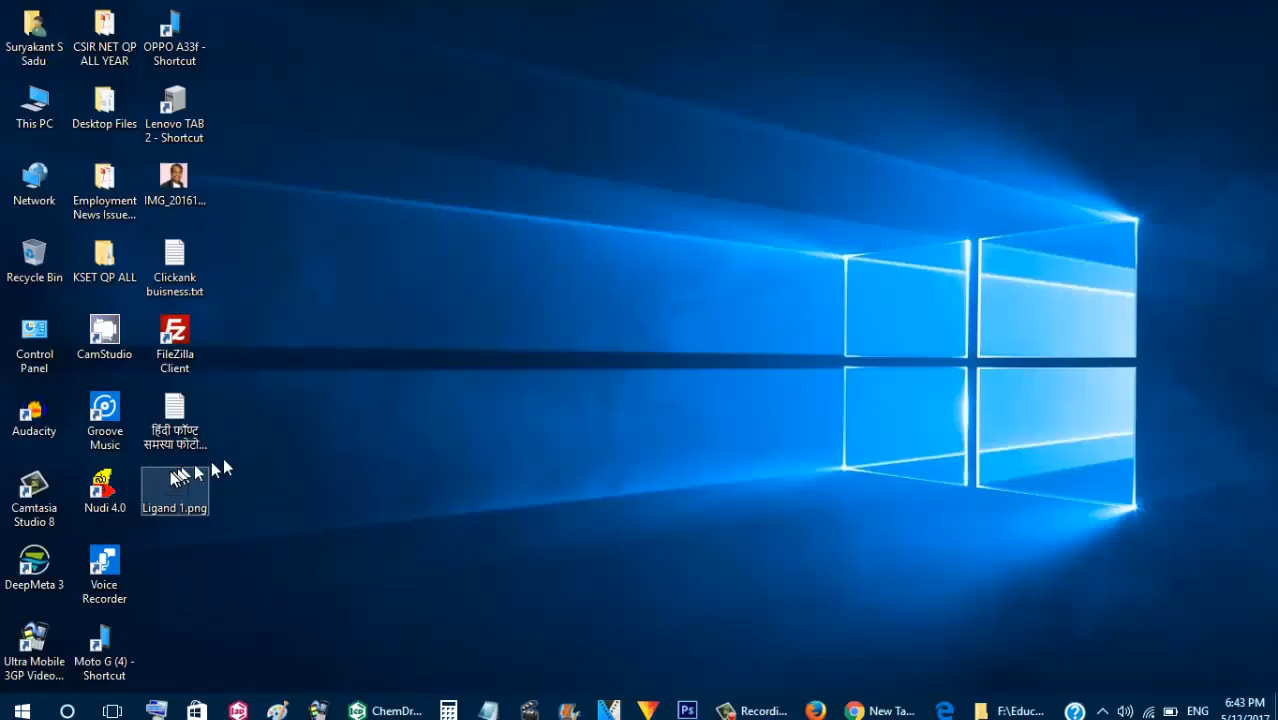 Suryakant S
Sadu
CSIR NET QP
ALL YEAR
OPPO A33f -
Shortcut
This PC
Desktop Files
Lenovo TAB
2 - Shortcut
Network
Employment
News Issue...
IMG_20161...
Recycle Bin
KSET QP ALL
Clickank
buisness.txt
Control
Panel
CamStudio
FileZilla
Client
Audacity
Groove
Music
हिंदी फॉण्ट
समस्या फोटो...
Camtasia
Studio 8
Nudi 4.0
Ligand 1.png
DeepMeta 3
Voice
Recorder
Ultra Mobile
3GP Video...
Moto G (4) -
Shortcut
ChemDr...
Ps
Recordi...
New Ta...
F:\Educ...
ENG
6:43 PM